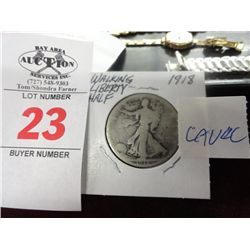 BAY AREA
AUCTION
SERVICES INC.
(727) 548-9303
Tom/Shondra Farner
LOT NUMBER
23
BUYER NUMBER
WALKING
LIBERTY
HALF
1918